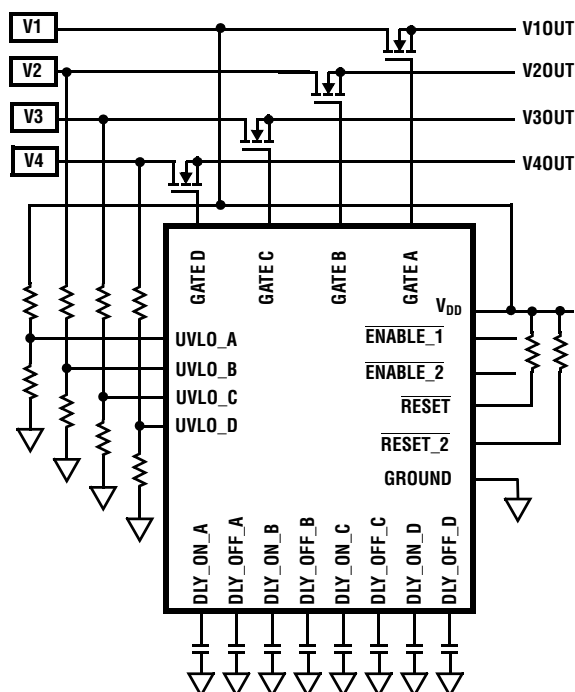 V1
V1OUT
V2
V2OUT
V3
V3OUT
V4
V4OUT
GATE D
GATE C
GATE B
GATE A
VDD
UVLO_A
ENABLE_1
UVLO_B
ENABLE_2
UVLO_C
RESET
UVLO_D
RESET_2
GROUND
DLY_ON_A
DLY_OFF_A
DLY_ON_B
DLY_OFF_B
DLY_ON_C
DLY_OFF_C
DLY_ON_D
DLY_OFF_D